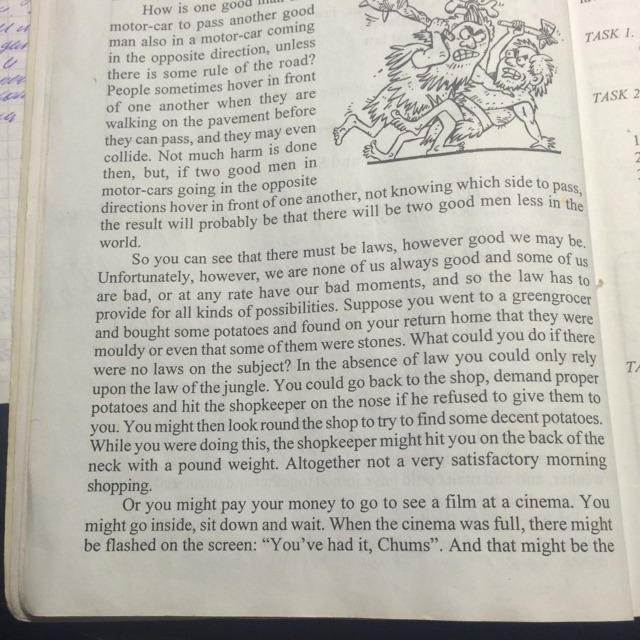 How is one good man
motor-car to pass another good
man also in a motor-car coming
in the opposite direction, unless
there is some rule of the road?
People sometimes hover in front
of one another when they are
walking on the pavement before
they can pass, and they may even
collide. Not much harm is done
then, but, if two good men in
motor-cars going in the opposite
directions hover in front of one another, not knowing which side to pass,
the result will probably be that there will be two good men less in the
world.
So you can see that there must be laws, however good we may be.
Unfortunately, however, we are none of us always good and some of us
are bad, or at any rate have our bad moments, and so the law has to
provide for all kinds of possibilities. Suppose you went to a greengrocer
and bought some potatoes and found on your return home that they were
mouldy or even that some of them were stones. What could you do if there
were no laws on the subject? In the absence of law you could only rely
upon the law of the jungle. You could go back to the shop, demand proper
potatoes and hit the shopkeeper on the nose if he refused to give them to
you. You might then look round the shop to try to find some decent potatoes.
While you were doing this, the shopkeeper might hit you on the back of the
neck with a pound weight. Altogether not a very satisfactory morning
shopping.
Or you might pay your money to go to see a film at a cinema. You
might go inside, sit down and wait. When the cinema was full, there might
be flashed on the screen: “You’ve had it, Chums”. And that might be the
TASK 1.
TASK 2